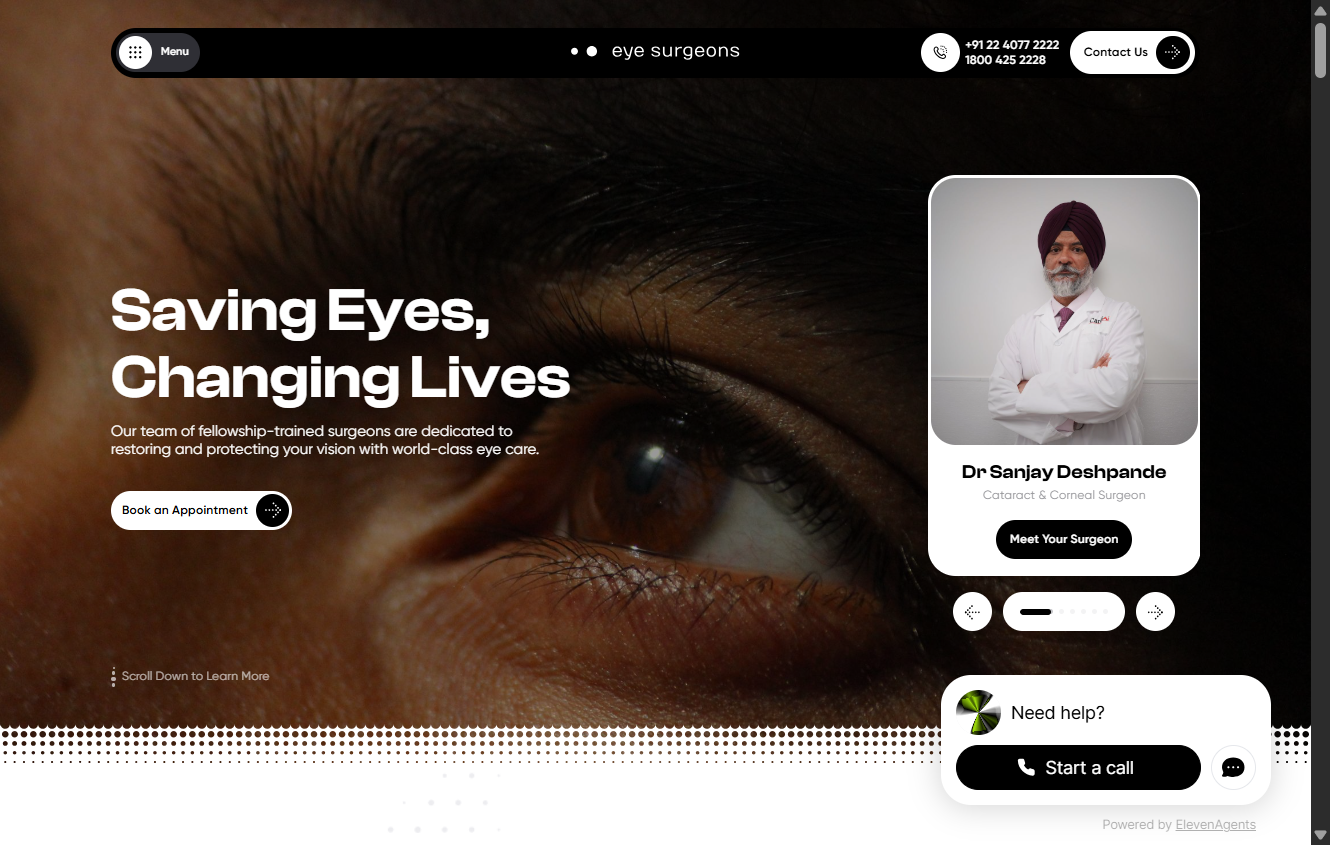 Menu
eye surgeons
+91 22 4077 2222
1800 425 2228
Contact Us
Saving Eyes,
Changing Lives
Our team of fellowship-trained surgeons are dedicated to
restoring and protecting your vision with world-class eye care.
Book an Appointment
Dr Sanjay Deshpande
Cataract & Corneal Surgeon
Meet Your Surgeon
Scroll Down to Learn More
Need help?
Start a call
Powered by ElevenAgents